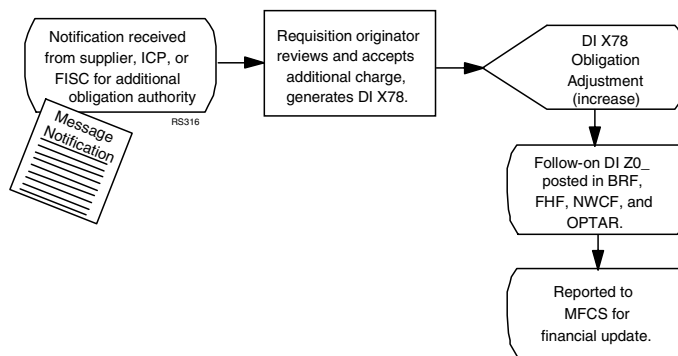 Notification received
from supplier, ICP, or
FISC for additional
obligation authority
RS316
Message
Notification
Requisition originator
reviews and accepts
additional charge,
generates DI X78.
DI X78
Obligation
Adjustment
(increase)
Follow-on DI Z0_
posted in BRF,
FHF, NWCF, and
OPTAR.
Reported to
MFCS for
financial update.